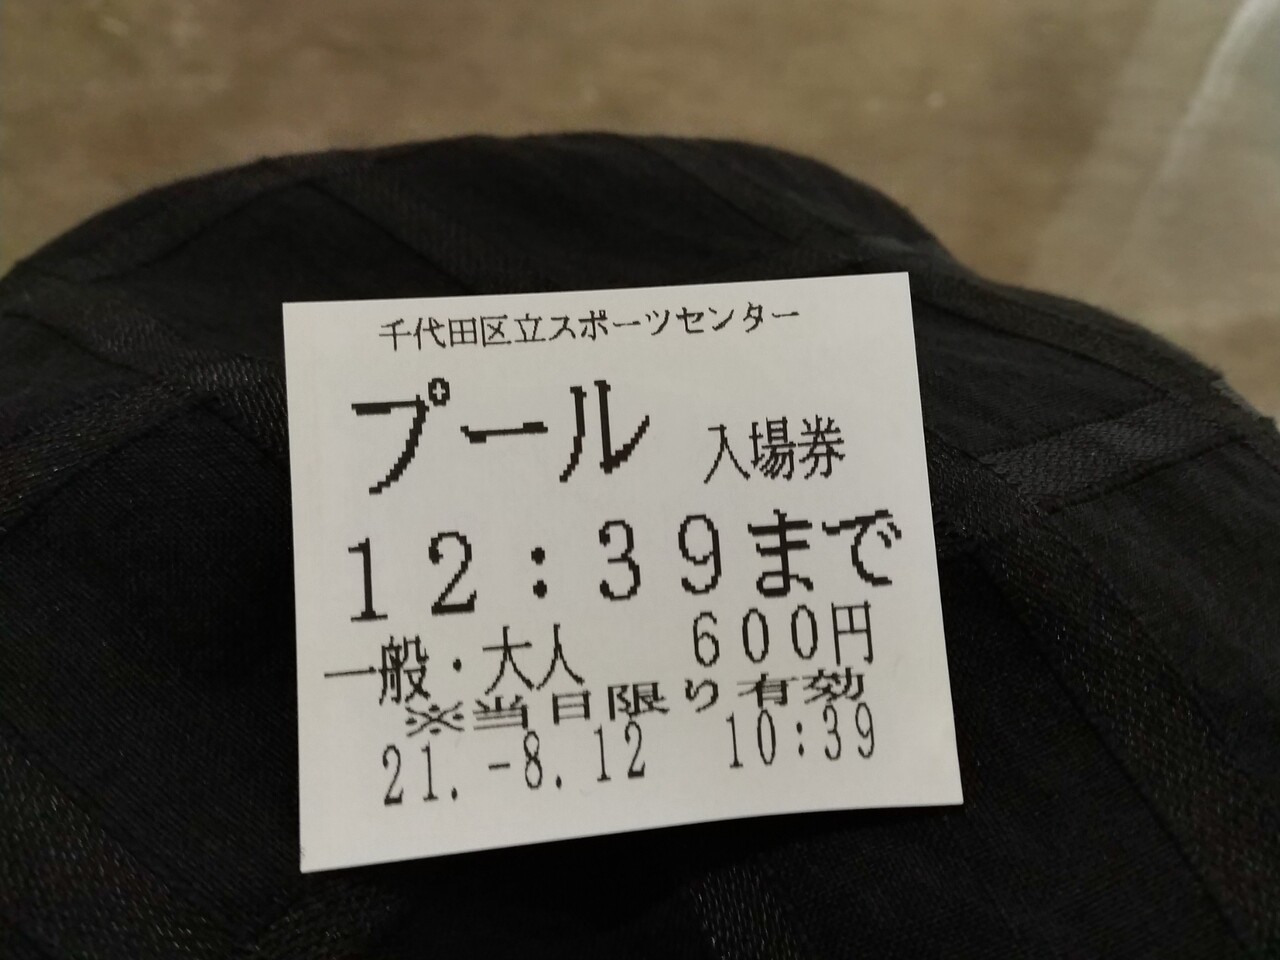 千代田区立スポーツセンター
プール 入場券
12:39まで
一般・大人 600円
※当日限り有効
21.-8.12 10:39